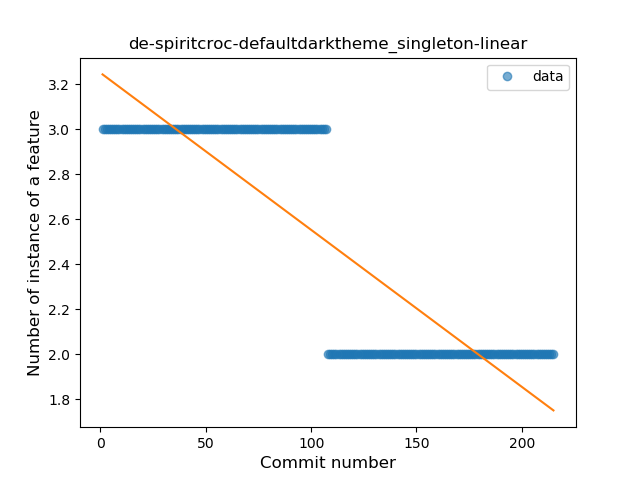 de-spiritcroc-defaultdarktheme_singleton-linear
data
Number of instance of a feature
3.2
3.0
2.8
2.6
2.4
2.2
2.0
1.8
0 50 100 150 200
Commit number